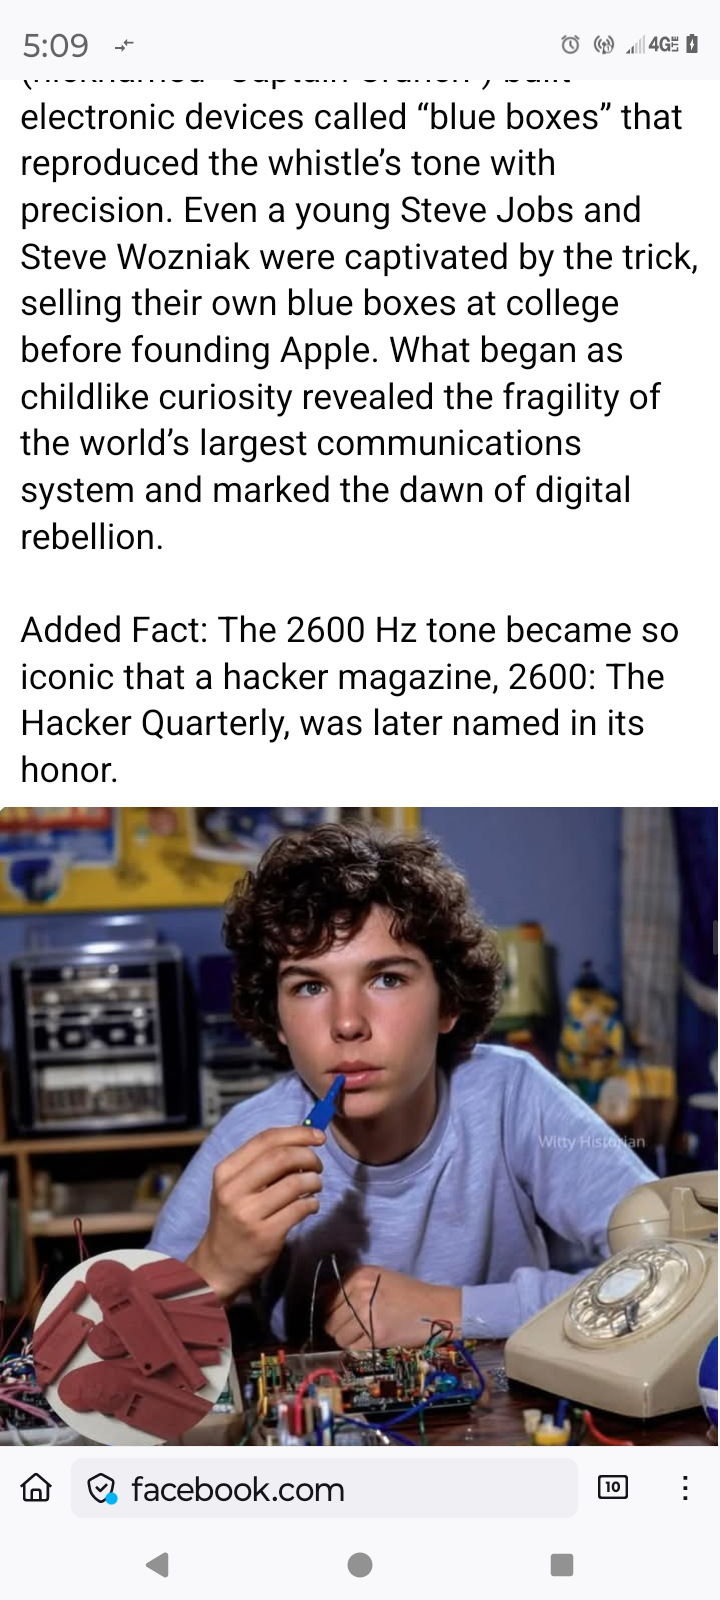 5:09
4G
electronic devices called “blue boxes” that
reproduced the whistle’s tone with
precision. Even a young Steve Jobs and
Steve Wozniak were captivated by the trick,
selling their own blue boxes at college
before founding Apple. What began as
childlike curiosity revealed the fragility of
the world’s largest communications
system and marked the dawn of digital
rebellion.
Added Fact: The 2600 Hz tone became so
iconic that a hacker magazine, 2600: The
Hacker Quarterly, was later named in its
honor.
Witty Historian
facebook.com
10